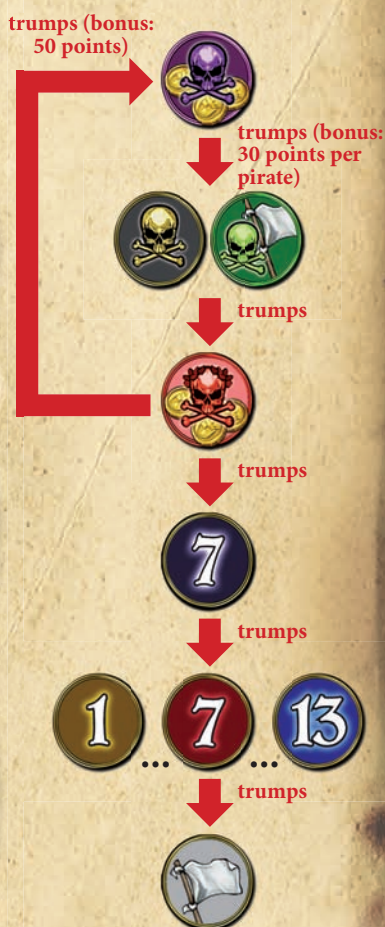 trumps (bonus:
50 points)
trumps (bonus:
30 points per
pirate)
trumps
trumps
7
trumps
1 ... 7 ... 13
trumps